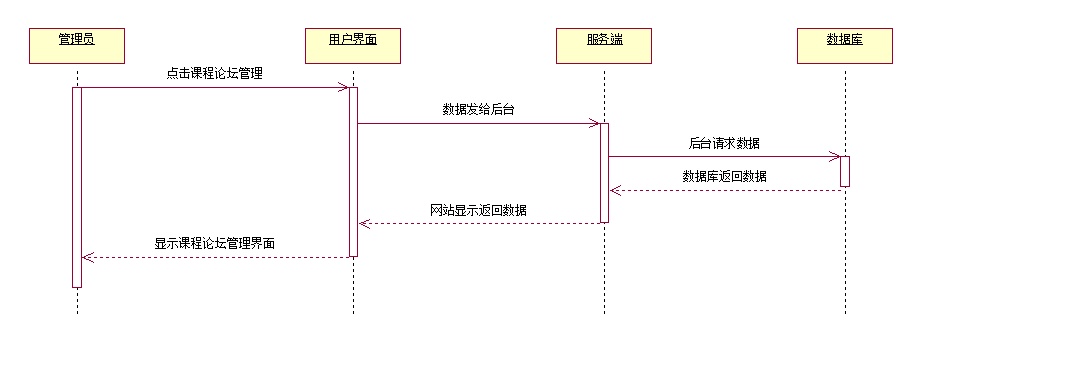 管理员
用户界面
服务端
数据库
点击课程论坛管理
数据发给后台
后台请求数据
数据库返回数据
网站显示返回数据
显示课程论坛管理界面